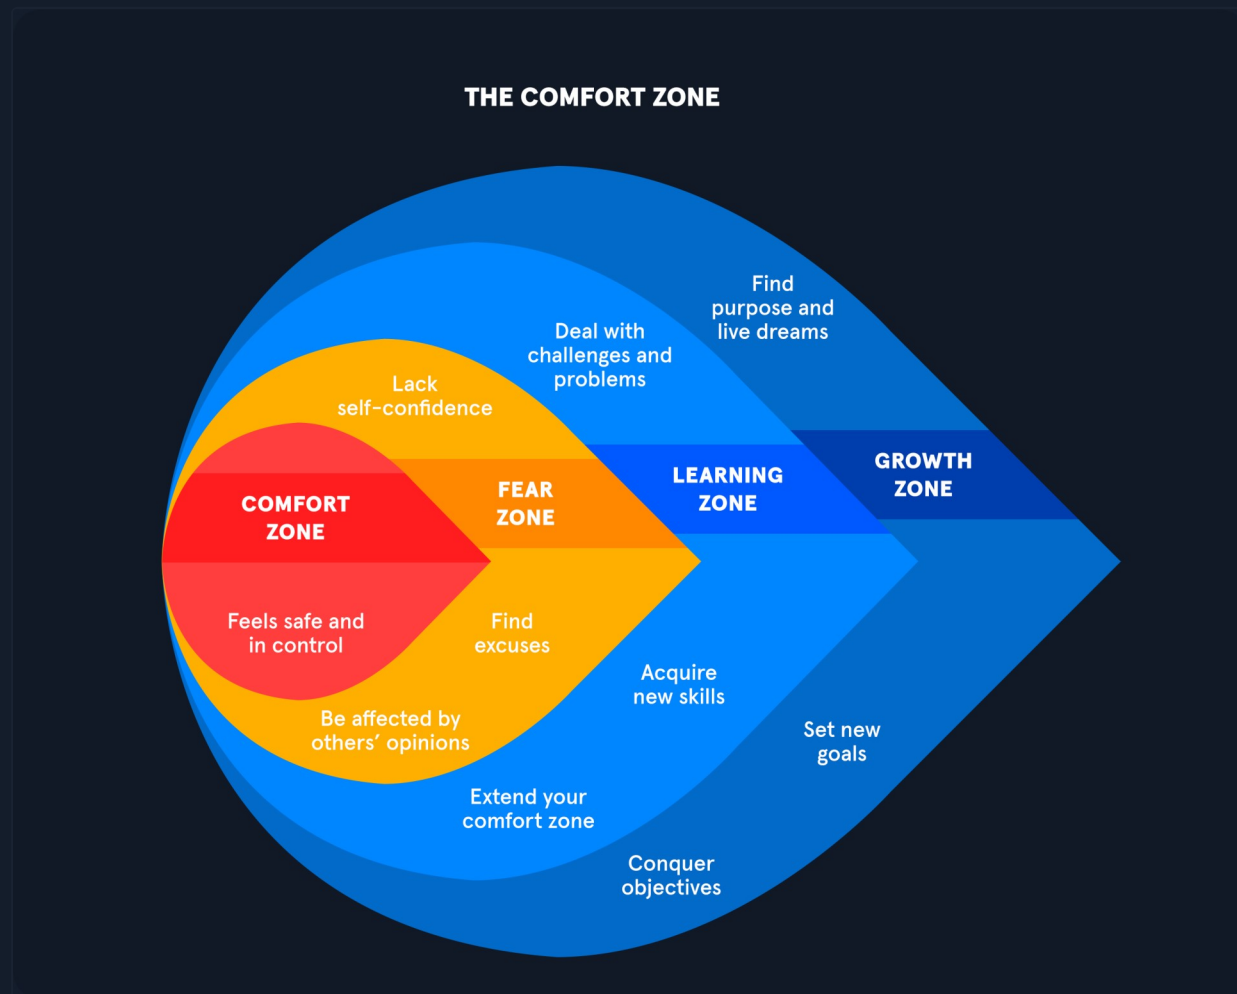 THE COMFORT ZONE
Find
purpose and
live dreams
Deal with
challenges and
problems
Lack
self-confidence
COMFORT
ZONE
FEAR
ZONE
LEARNING
ZONE
GROWTH
ZONE
Feels safe and
in control
Find
excuses
Acquire
new skills
Be affected by
others’ opinions
Set new
goals
Extend your
comfort zone
Conquer
objectives